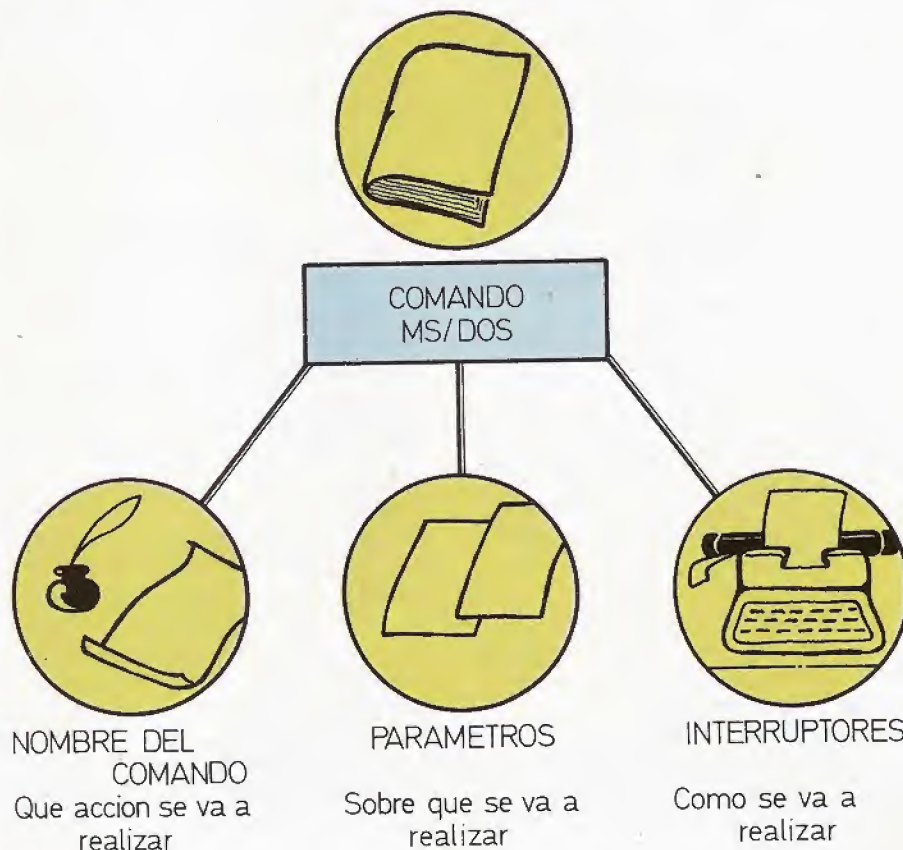 COMANDO
MS/DOS
NOMBRE DEL
COMANDO
Que accion se va a
realizar
PARAMETROS
Sobre que se va a
realizar
INTERRUPTORES
Como se va a
realizar